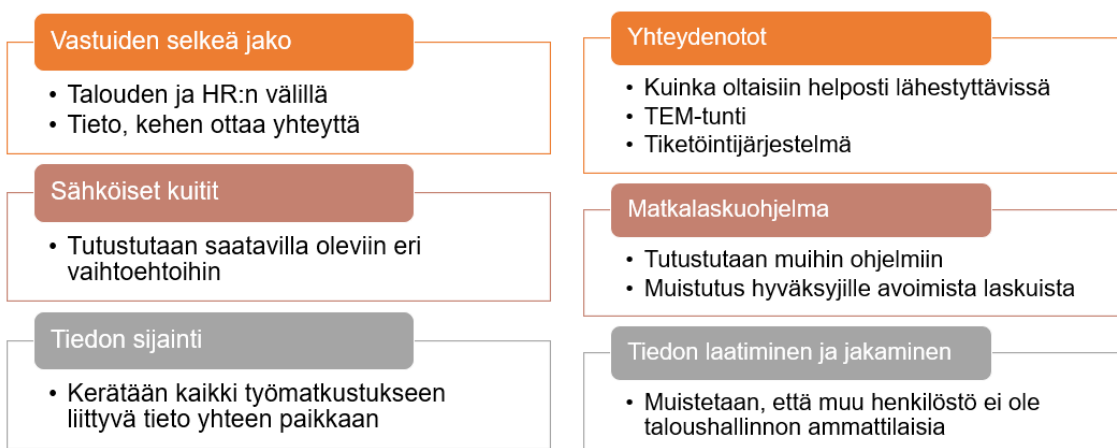 Vastuiden selkeä jako
• Talouden ja HR:n välillä
• Tieto, kehen ottaa yhteyttä
Sähköiset kuitit
• Tutustutaan saatavilla oleviin eri
vaihtoehtoihin
Tiedon sijainti
• Kerätään kaikki työmatkustukseen
liittyvä tieto yhteen paikkaan
Yhteydenotot
• Kuinka oltaisiin helposti lähestyttävissä
• TEM-tunti
• Tiketöintijärjestelmä
Matkalaskuohjelma
• Tutustutaan muihin ohjelmiin
• Muistutus hyväksyjille avoimista laskuista
Tiedon laatiminen ja jakaminen
• Muistetaan, että muu henkilöstö ei ole
taloushallinnon ammattilaisia